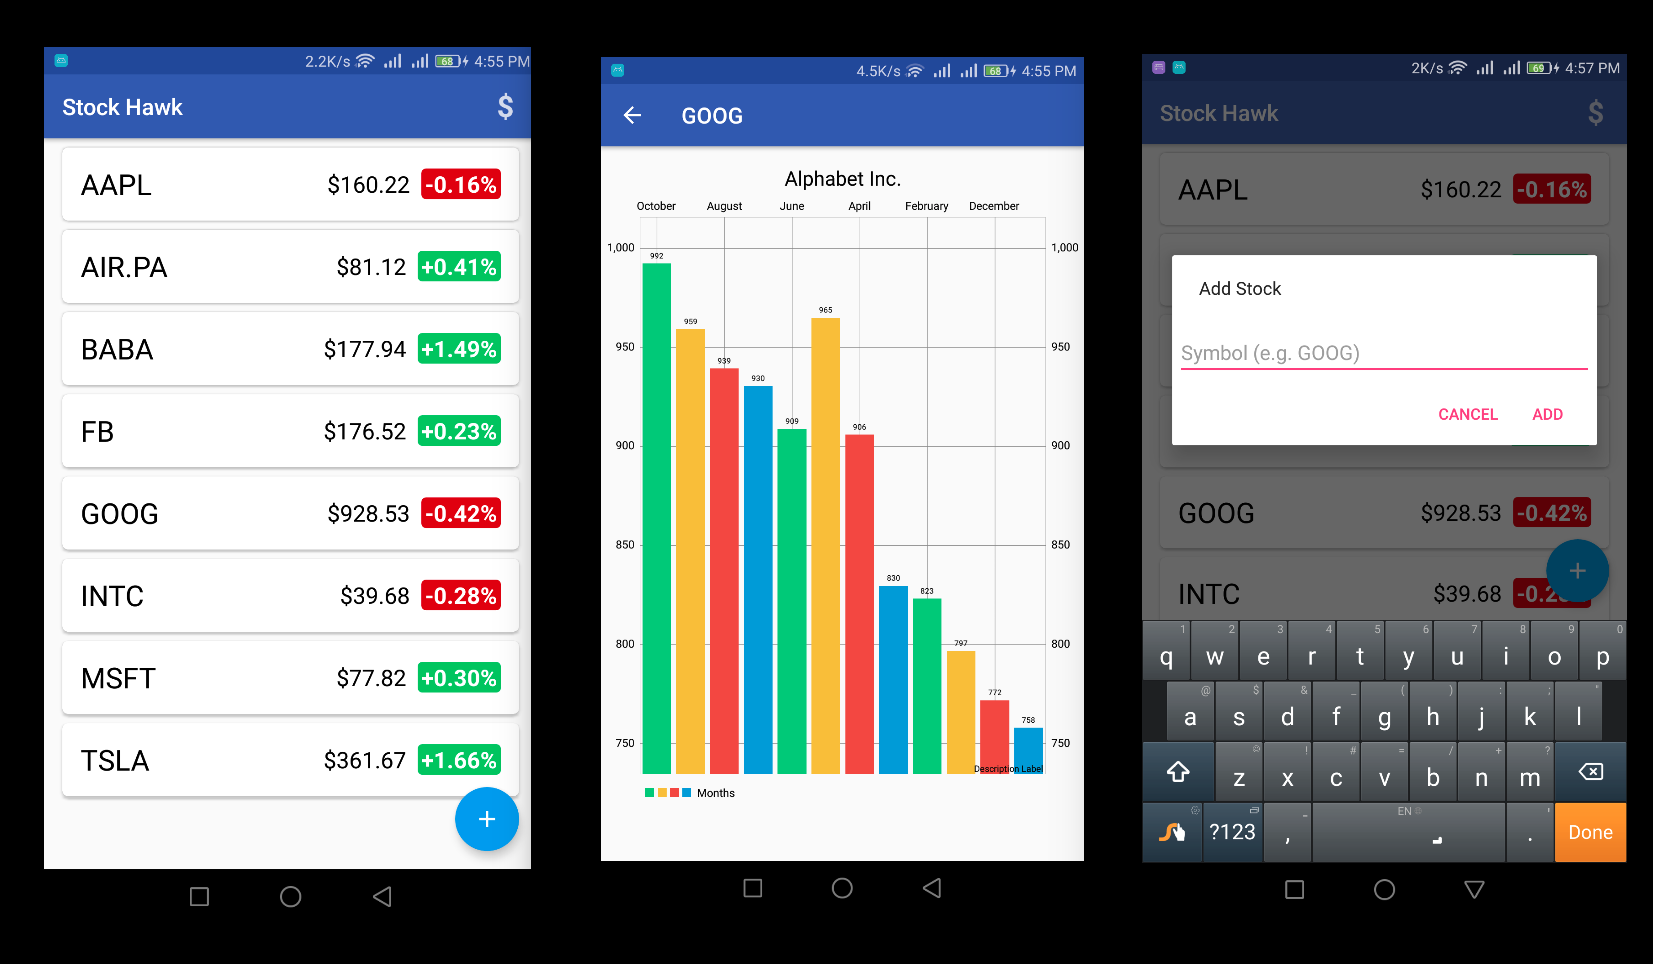 2.2K/s 68 4:55 PM
Stock Hawk $
AAPL $160.22 -0.16%
AIR.PA $81.12 +0.41%
BABA $177.94 +1.49%
FB $176.52 +0.23%
GOOG $928.53 -0.42%
INTC $39.68 -0.28%
MSFT $77.82 +0.30%
TSLA $361.67 +1.66%
+
4.5K/s 68 4:55 PM
GOOG
Alphabet Inc.
October August June April February December
1,000 1,000
992
965
959
950 950
939
930
909
906
900 900
850 850
830
823
800 800
797
772
758
750 750
Description Label
Months
2K/s 69 4:57 PM
Stock Hawk $
AAPL $160.22 -0.16%
Add Stock
Symbol (e.g. GOOG)
CANCEL ADD
GOOG $928.53 -0.42%
+
INTC $39.68 -0.2
1 2 3 4 5 6 7 8 9 0
q w e r t y u i o p
@ $ & _ ( ) : ; "
a s d f g h j k l
! # = / + ?
z x c v b n m
EN
?123 , . Done